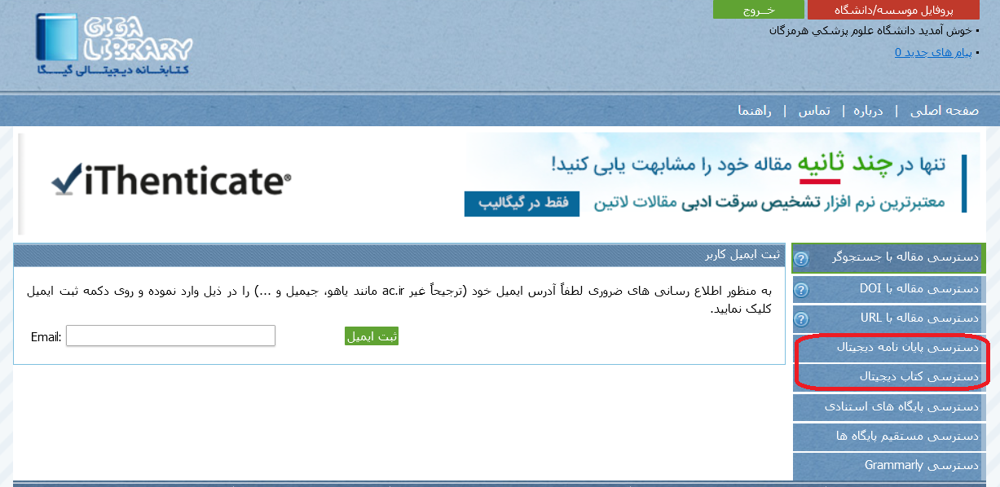 پروفایل موسسه/دانشگاه
خــروج
• خوش آمدید دانشگاه علوم پزشکي هرمزگان
• پیام های جدید 0
GIGA
LIBRARY
کتابخـانه دیـجیتـالی گیـگا
صفحه اصلی | درباره | تماس | راهنما
تنها در چند ثانیه مقاله خود را مشابهت یابی کنید!
معتبرترین نرم افزار تشخیص سرقت ادبی مقالات لاتین فقط در گیگالیب
iThenticate®
دسترسی مقاله با جستجوگر
دسترسی مقاله با DOI
دسترسی مقاله با URL
دسترسی پایان نامه دیجیتال
دسترسی کتاب دیجیتال
دسترسی پایگاه های استنادی
دسترسی مستقیم پایگاه ها
دسترسی Grammarly
ثبت ایمیل کاربر
به منظور اطلاع رسانی های ضروری لطفاً آدرس ایمیل خود (ترجیحاً غیر ac.ir مانند یاهو، جیمیل و ...) را در ذیل وارد نموده و روی دکمه ثبت ایمیل
کلیک نمایید.
Email:
ثبت ایمیل